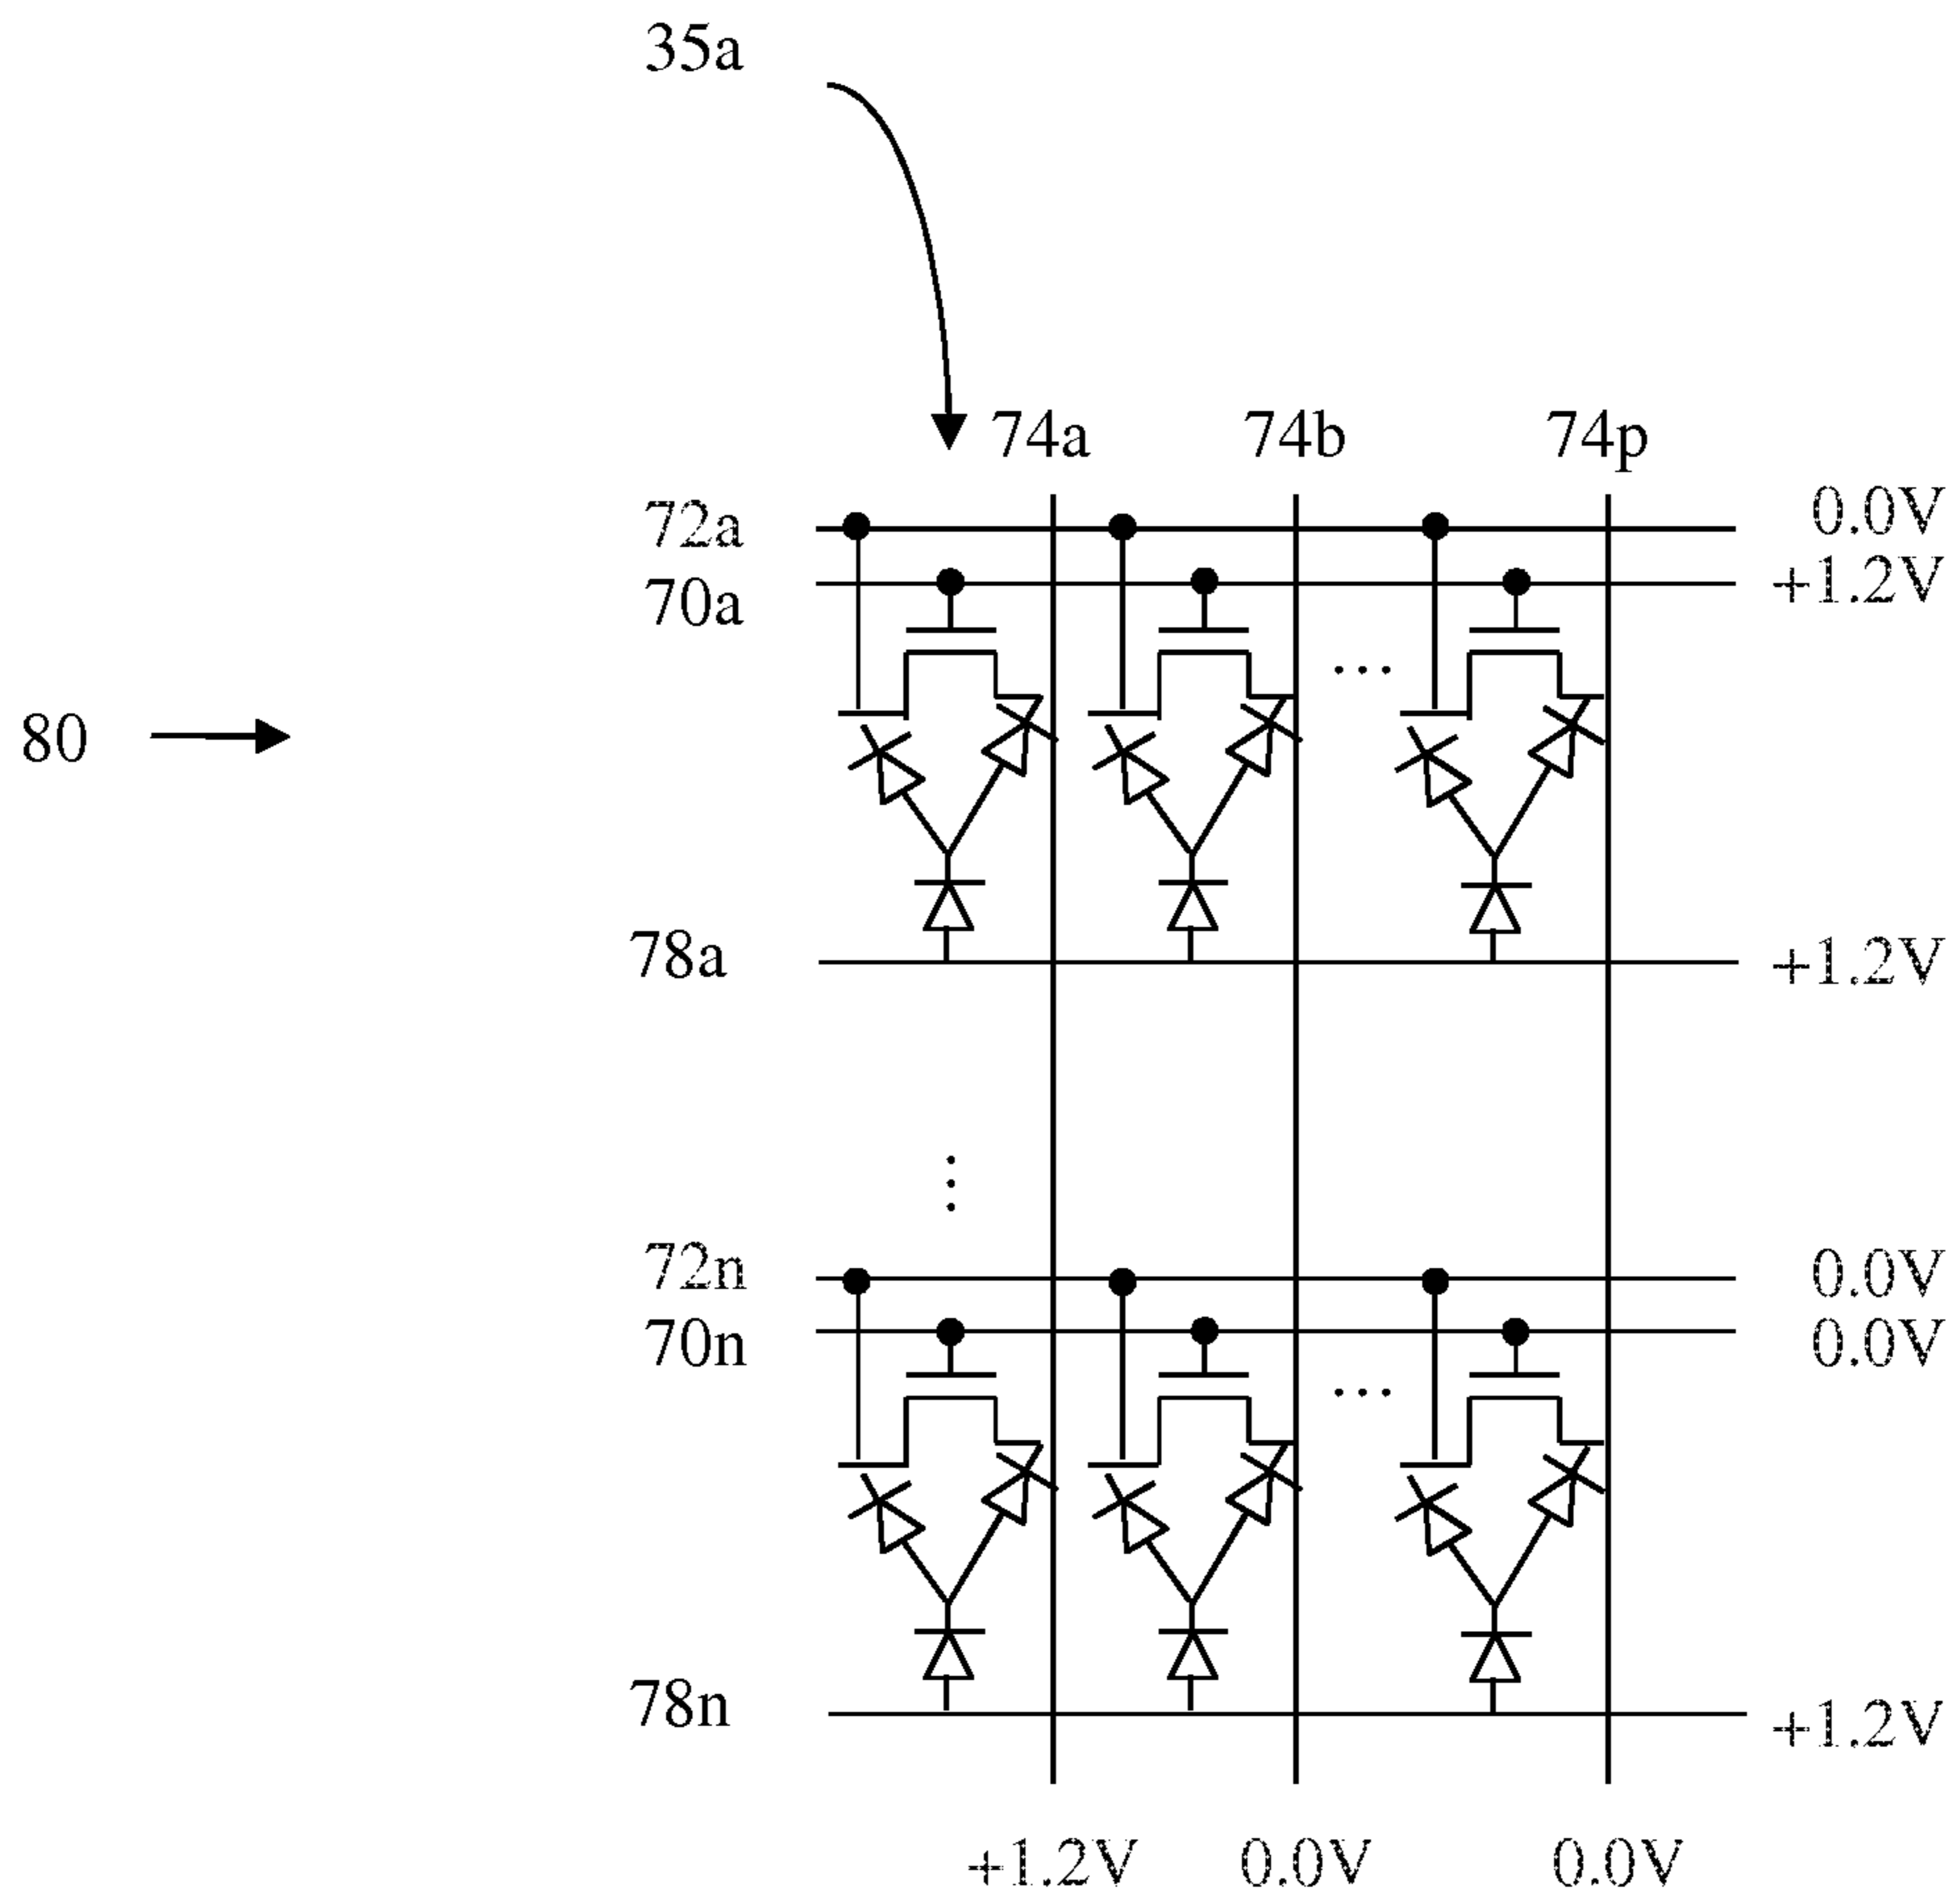 35a
74a 74b 74p
72a 0.0V
70a +1.2V
...
80
78a +1.2V
72n 0.0V
70n 0.0V
...
78n +1.2V
+1.2V 0.0V 0.0V